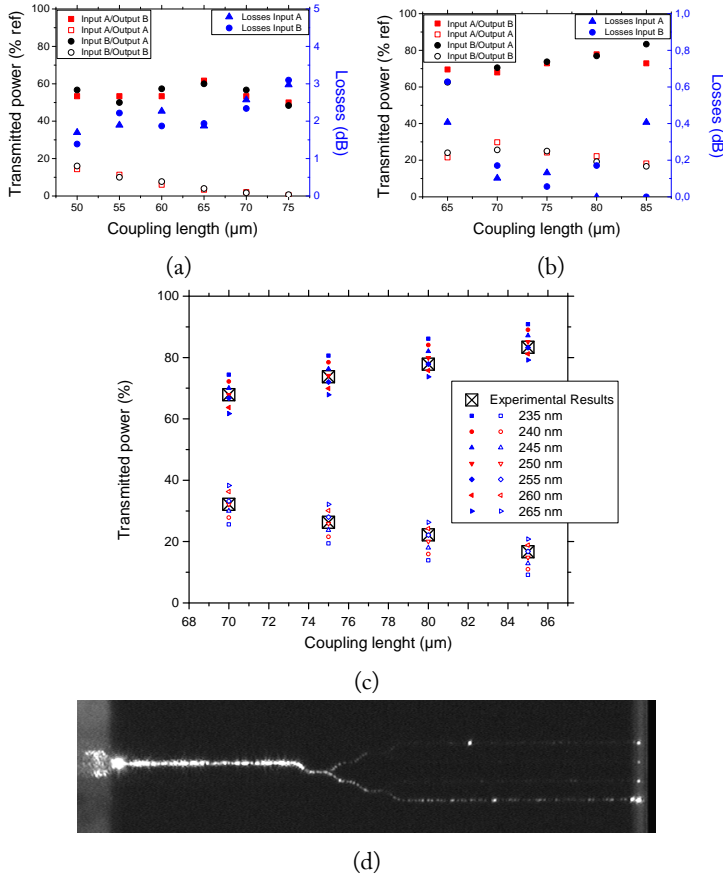 100
80
60
40
20
0
Transmitted power (% ref)
Input A/Output B
Input A/Output A
Input B/Output A
Input B/Output B
Losses Input A
Losses Input B
5
4
3
2
1
0
Losses (dB)
50 55 60 65 70 75
Coupling length (µm)
(a)
100
80
60
40
20
0
Transmitted power (% ref)
Input A/Output B
Input A/Output A
Input B/Output A
Input B/Output B
Losses Input A
Losses Input B
1,0
0,8
0,6
0,4
0,2
0,0
Losses (dB)
65 70 75 80 85
Coupling length (µm)
(b)
100
80
60
40
20
0
Transmitted power (%)
Experimental Results
235 nm
240 nm
245 nm
250 nm
255 nm
260 nm
265 nm
68 70 72 74 76 78 80 82 84 86
Coupling lenght (µm)
(c)
(d)